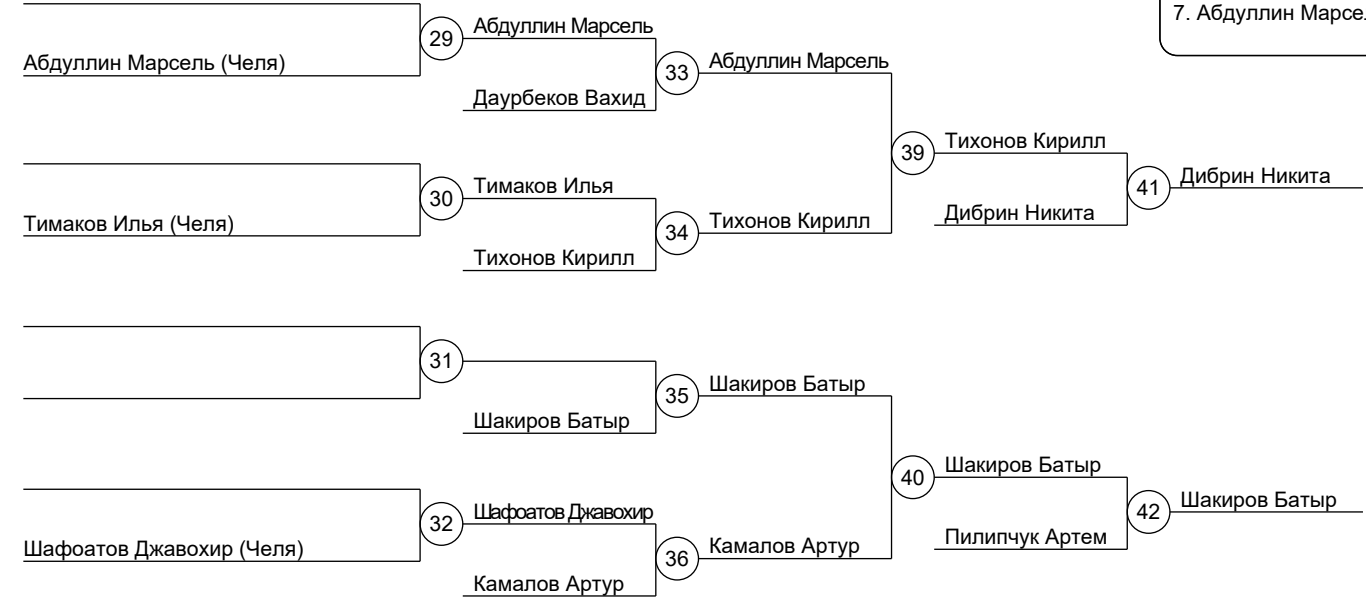 7. Абдуллин Марсел
29
Абдуллин Марсель
Абдуллин Марсель (Челя)
33
Абдуллин Марсель
Даурбеков Вахид
39
Тихонов Кирилл
30
Тимаков Илья
41
Дибрин Никита
Тимаков Илья (Челя)
34
Тихонов Кирилл
Дибрин Никита
Тихонов Кирилл
31
35
Шакиров Батыр
Шакиров Батыр
40
Шакиров Батыр
32
Шафоатов Джавохир
42
Шакиров Батыр
Шафоатов Джавохир (Челя)
36
Камалов Артур
Пилипчук Артем
Камалов Артур